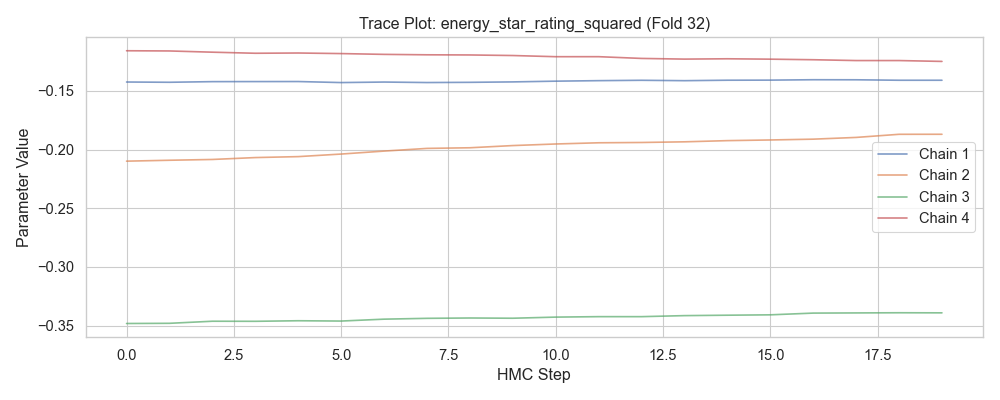 Trace Plot: energy_star_rating_squared (Fold 32)
Parameter Value
−0.15
−0.20
−0.25
−0.30
−0.35
Chain 1
Chain 2
Chain 3
Chain 4
0.0 2.5 5.0 7.5 10.0 12.5 15.0 17.5
HMC Step